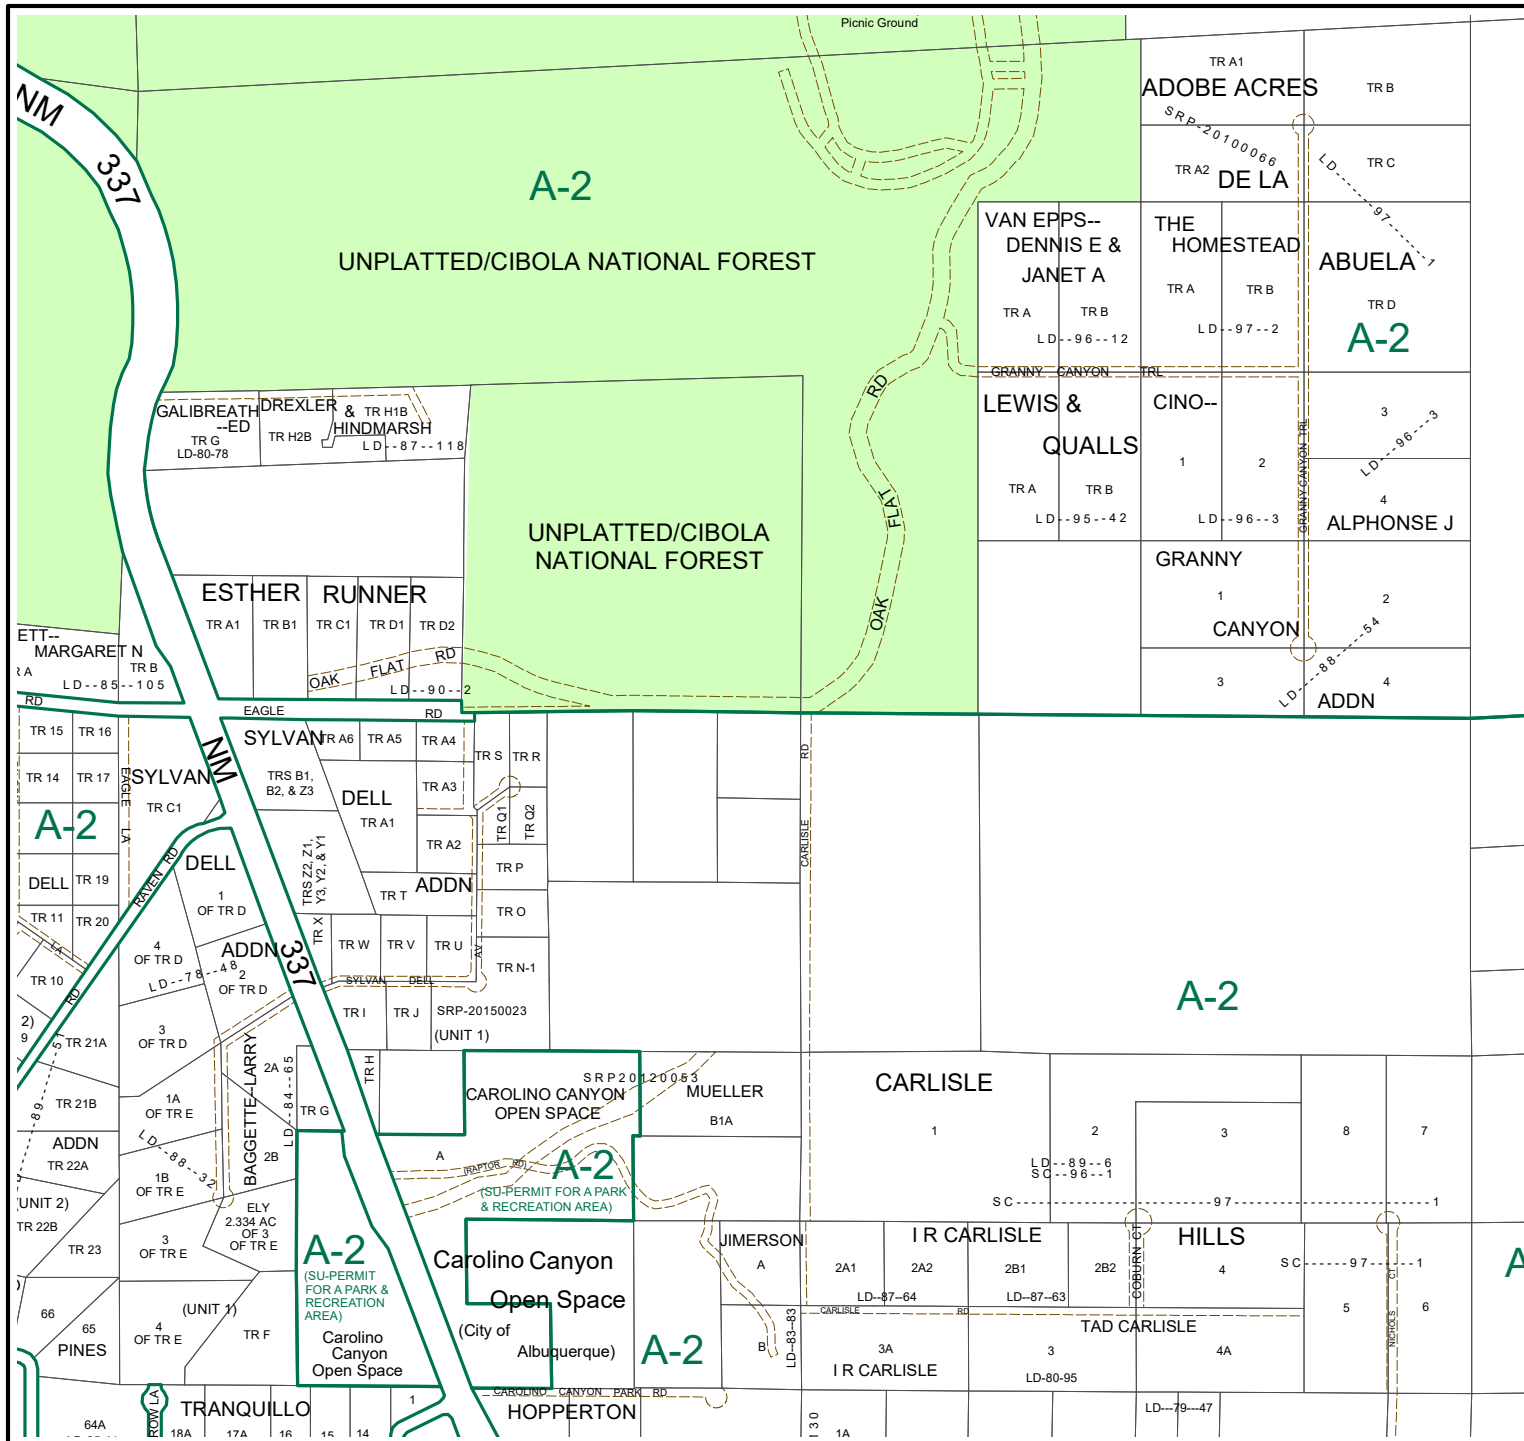 Picnic Ground
TR A1
ADOBE ACRES
TR B
SRP-20100066
LD------97---1
TR A2
DE LA
TR C
NM
337
A-2
UNPLATTED/CIBOLA NATIONAL FOREST
VAN EPPS--
DENNIS E &
JANET A
TR A
TR B
LD--96--12
THE
HOMESTEAD
TR A
TR B
LD--97--2
ABUELA
TR D
A-2
GRANNY CANYON TRL
OAK FLAT RD
LEWIS &
QUALLS
TR A
TR B
LD--95--42
CINO--
1
2
LD--96--3
GRANNY CANYON TRL
3
LD---96---3
4
ALPHONSE J
GALIBREATH
--ED
TR G
LD-80-78
DREXLER &
HINDMARSH
TR H2B
TR H1B
LD--87--118
UNPLATTED/CIBOLA
NATIONAL FOREST
GRANNY
1
CANYON
2
3
LD---88-----54
4
ADDN
ESTHER RUNNER
TR A1
TR B1
TR C1
TR D1
TR D2
OAK FLAT RD
LD--90--2
ETT--
MARGARET N
TR B
LD--85--105
RD
EAGLE RD
TR 15
TR 16
TR 14
TR 17
SYLVAN
TR C1
EAGLE LA
A-2
DELL
TR 19
TR 11
TR 20
LA
TR 10
RD
RAVEN RD
DELL
1
OF TR D
4
OF TR D
LD--78--48
ADDN
2
OF TR D
3
OF TR D
NM
337
SYLVAN
TR A6
TR A5
TR A4
TRS B1,
B2, & Z3
DELL
TR A3
TR A1
TR A2
TRS Z2, Z1,
Y3, Y2, & Y1
TR T
ADDN
TR X
TR W
TR V
TR U
TR S
TR R
TR Q1
TR Q2
TR P
TR O
TR N-1
AV
SYLVAN DELL
TR I
TR J
SRP-20150023
(UNIT 1)
TR H
CARLISLE RD
A-2
2)
9
TR 21A
TR 21B
ADDN
TR 22A
UNIT 2)
TR 22B
TR 23
66
65
PINES
1A
OF TR E
LD--88--32
1B
OF TR E
3
OF TR E
4
OF TR E
(UNIT 1)
TR F
BAGGETTE--LARRY
2A
LD---84---65
2B
TR G
ELY
2.334 AC
OF 3
OF TR E
A-2
(SU-PERMIT
FOR A PARK &
RECREATION
AREA)
Carolino
Canyon
Open Space
SRP20120053
CAROLINO CANYON
OPEN SPACE
A
(RAPTOR RD)
A-2
(SU-PERMIT FOR A PARK
& RECREATION AREA)
MUELLER
B1A
Carolino Canyon
Open Space
(City of
Albuquerque)
A-2
JIMERSON
A
B
LD--83--83
CARLISLE
1
2
LD--89--6
SC--96--1
3
8
7
SC------97------1
I R CARLISLE
2A1
2A2
LD--87--64
2B1
2B2
LD--87--63
COBURN CT
HILLS
4
SC-----97-----1
5
6
NICHOLS CT
A
CARLISLE RD
TAD CARLISLE
3A
I R CARLISLE
3
LD-80-95
4A
CAROLINO CANYON PARK RD
HOPPERTON
LD---79---47
130
1A
TRANQUILLO
1
ROW LA
64A
18A
17A
16
15
14